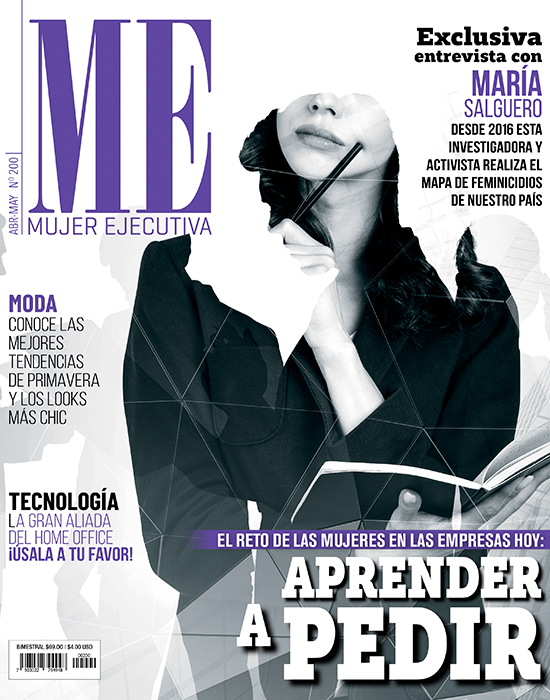 ME
MUJER EJECUTIVA
ABR-MAY Nº 200
Exclusiva
entrevista con
MARÍA
SALGUERO
DESDE 2016 ESTA
INVESTIGADORA Y
ACTIVISTA REALIZA EL
MAPA DE FEMINICIDIOS
DE NUESTRO PAÍS
MODA
CONOCE LAS
MEJORES
TENDENCIAS
DE PRIMAVERA
Y LOS LOOKS
MÁS CHIC
TECNOLOGÍA
LA GRAN ALIADA
DEL HOME OFFICE
¡ÚSALA A TU FAVOR!
EL RETO DE LAS MUJERES EN LAS EMPRESAS HOY:
APRENDER
A PEDIR
BIMESTRAL $69.00 | $4.00 USD